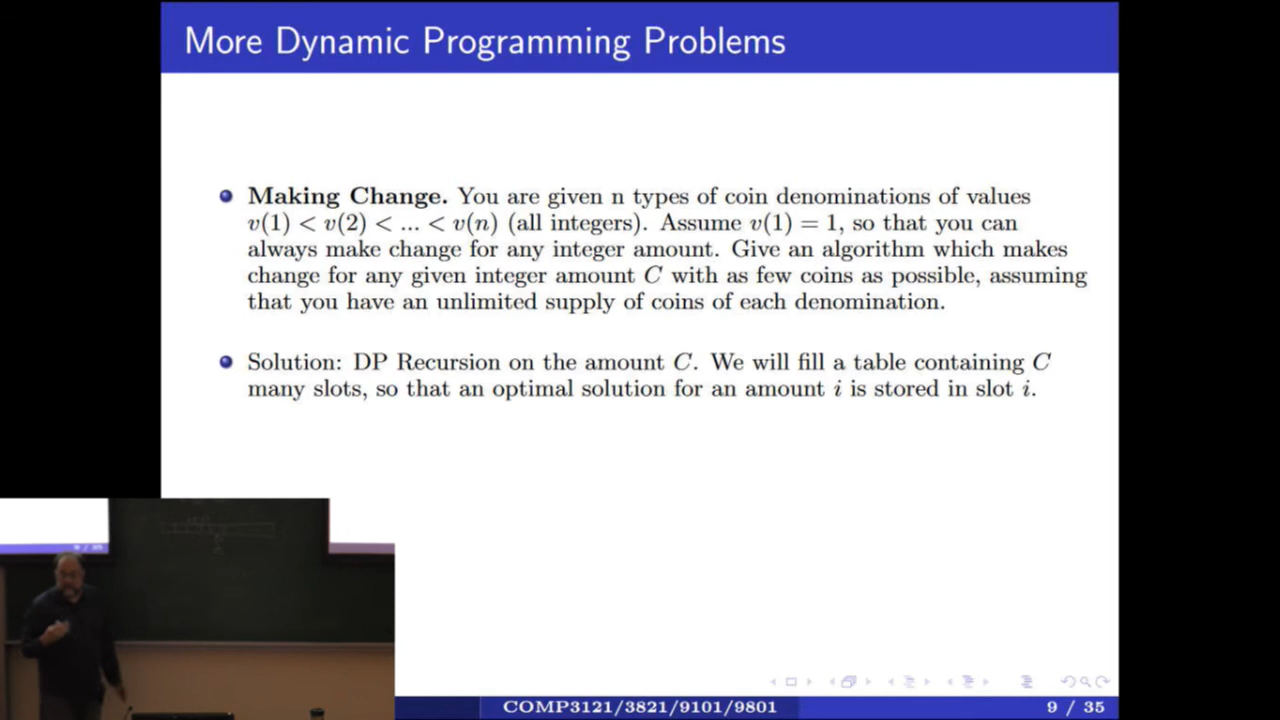 More Dynamic Programming Problems
Making Change. You are given n types of coin denominations of values
v(1) < v(2) < ... < v(n) (all integers). Assume v(1) = 1, so that you can
always make change for any integer amount. Give an algorithm which makes
change for any given integer amount C with as few coins as possible, assuming
that you have an unlimited supply of coins of each denomination.
Solution: DP Recursion on the amount C. We will fill a table containing C
many slots, so that an optimal solution for an amount i is stored in slot i.
COMP3121/3821/9101/9801
9 / 35